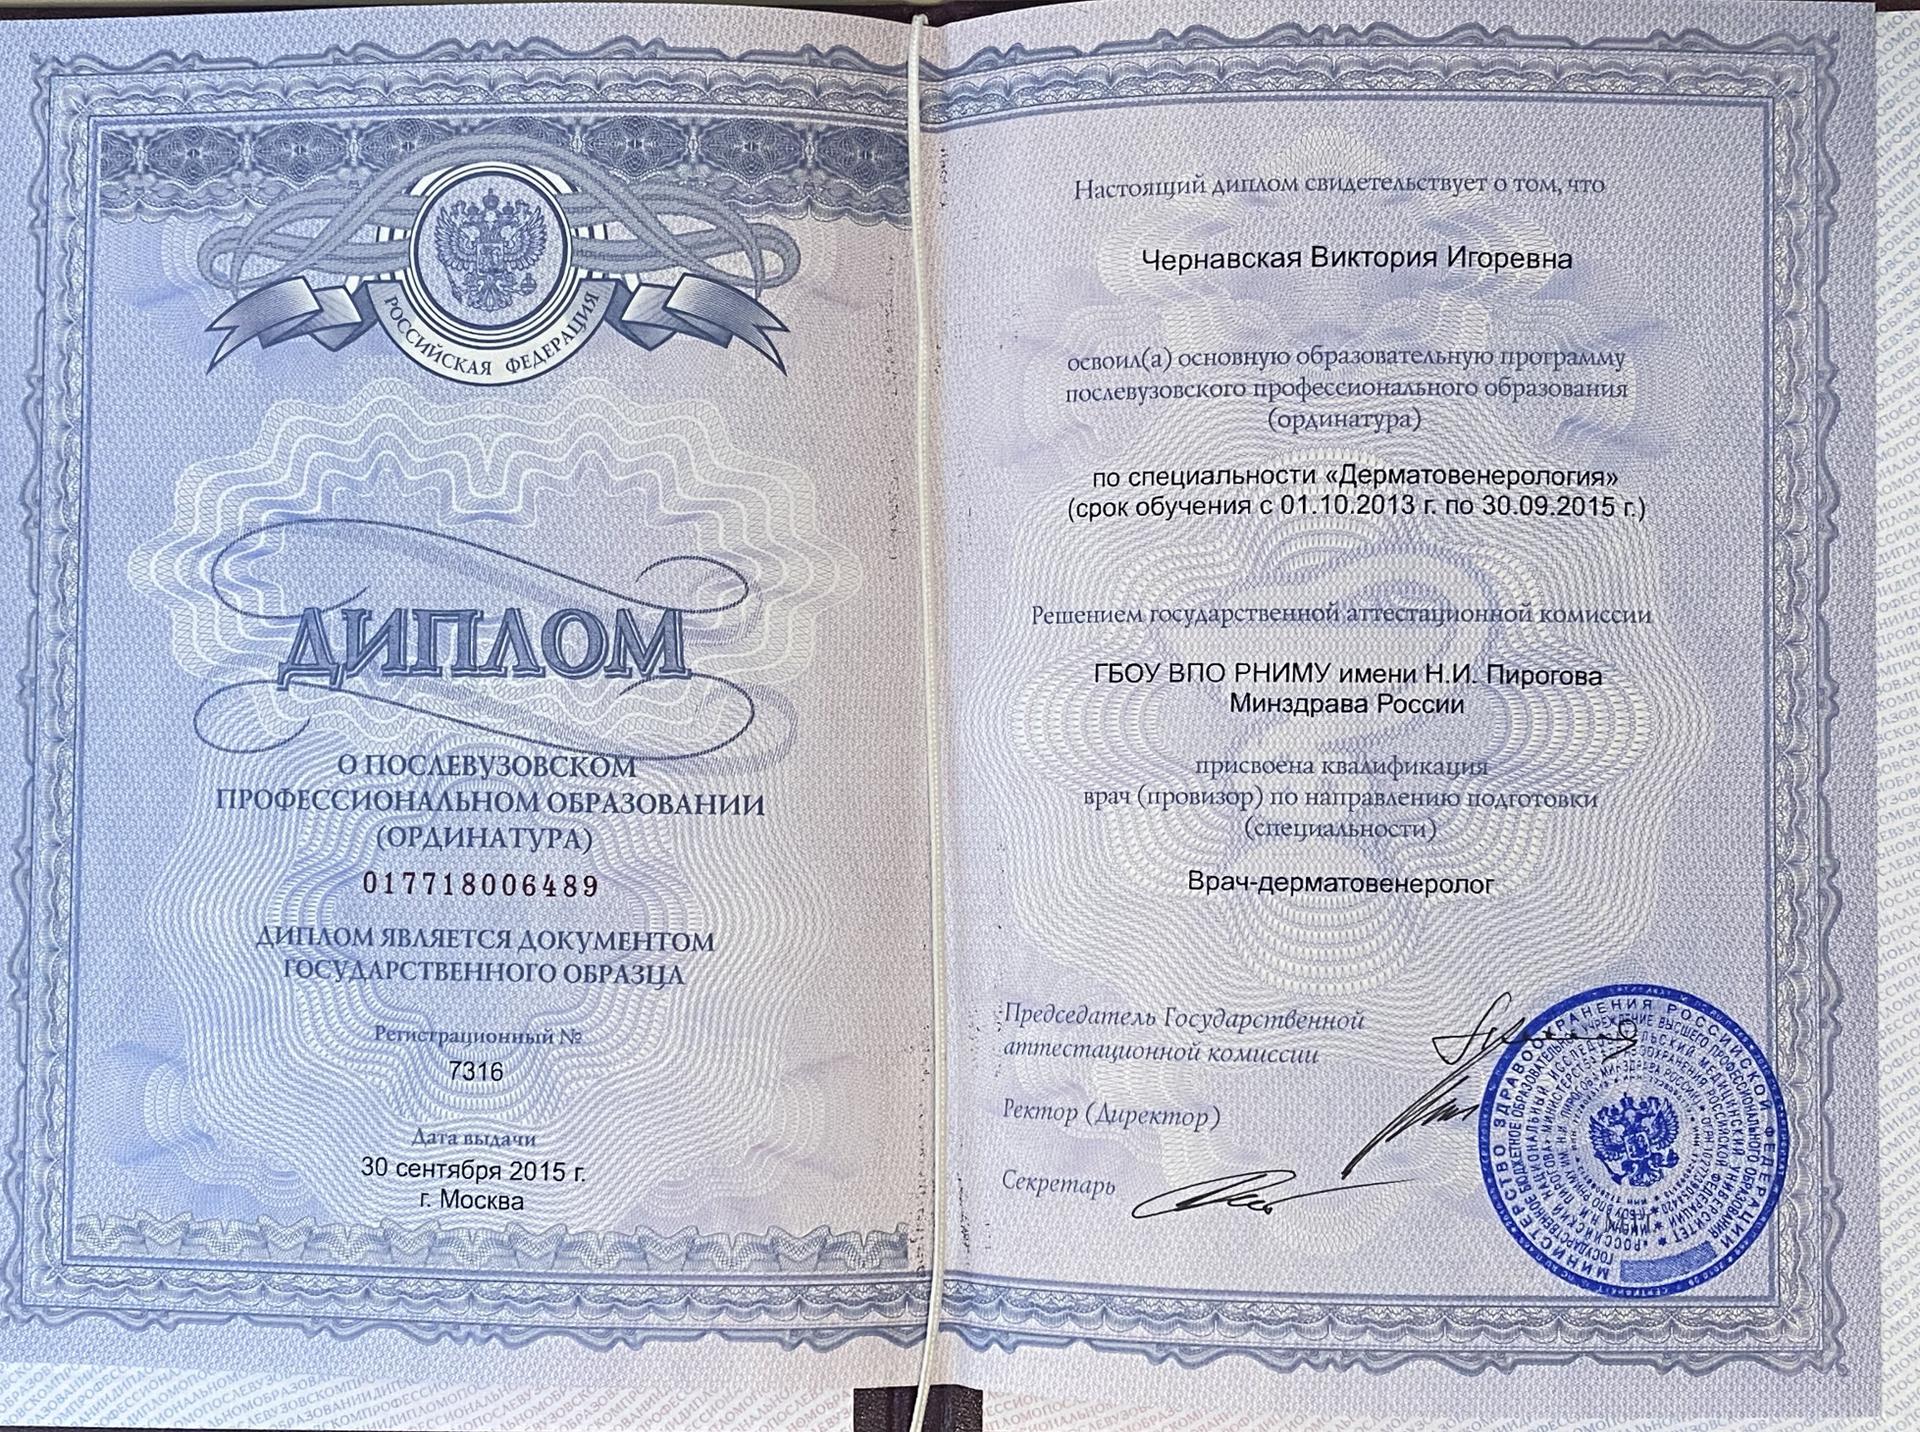 РОССИЙСКАЯ ФЕДЕРАЦИЯ
ДИПЛОМ
О ПОСЛЕВУЗОВСКОМ
ПРОФЕССИОНАЛЬНОМ ОБРАЗОВАНИИ
(ОРДИНАТУРА)
017718006489
ДИПЛОМ ЯВЛЯЕТСЯ ДОКУМЕНТОМ
ГОСУДАРСТВЕННОГО ОБРАЗЦА
Регистрационный №
7316
Дата выдачи
30 сентября 2015 г.
г. Москва
Настоящий диплом свидетельствует о том, что
Чернавская Виктория Игоревна
освоил(а) основную образовательную программу
послевузовского профессионального образования
(ординатура)
по специальности «Дерматовенерология»
(срок обучения с 01.10.2013 г. по 30.09.2015 г.)
Решением государственной аттестационной комиссии
ГБОУ ВПО РНИМУ имени Н.И. Пирогова
Минздрава России
присвоена квалификация
врач (провизор) по направлению подготовки
(специальности)
Врач-дерматовенеролог
Председатель Государственной
аттестационной комиссии
Ректор (Директор)
Секретарь
МИНИСТЕРСТВО ЗДРАВООХРАНЕНИЯ РОССИЙСКОЙ ФЕДЕРАЦИИ